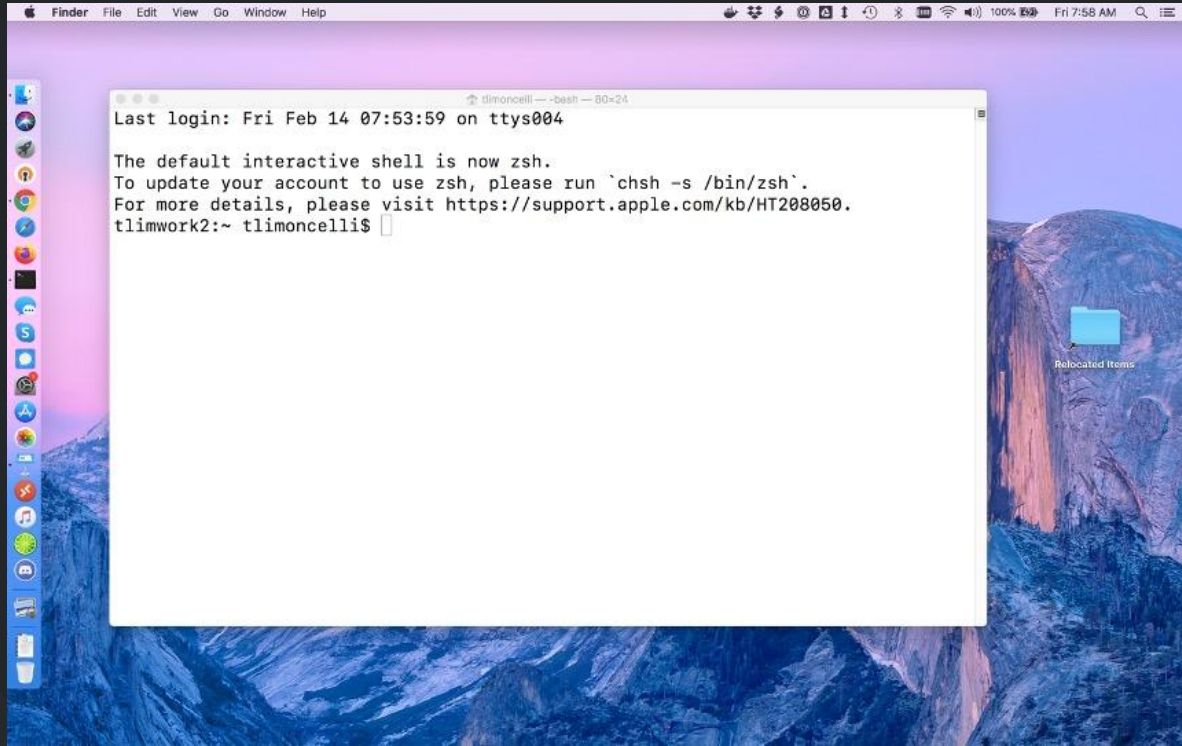 Finder File Edit View Go Window Help 100% Fri 7:58 AM
tlimoncelli — -bash — 80×24
Last login: Fri Feb 14 07:53:59 on ttys004
The default interactive shell is now zsh.
To update your account to use zsh, please run `chsh -s /bin/zsh`.
For more details, please visit https://support.apple.com/kb/HT208050.
tlimwork2:~ tlimoncelli$
Relocated Items